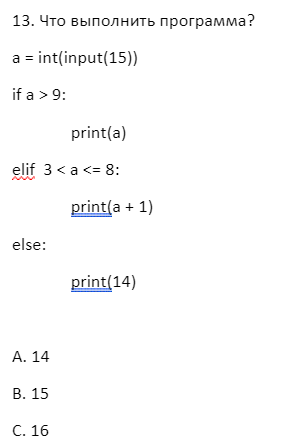 13. Что выполнить программа?
a = int(input(15))
if a > 9:
print(a)
elif 3 < a <= 8:
print(a + 1)
else:
print(14)
A. 14
B. 15
C. 16